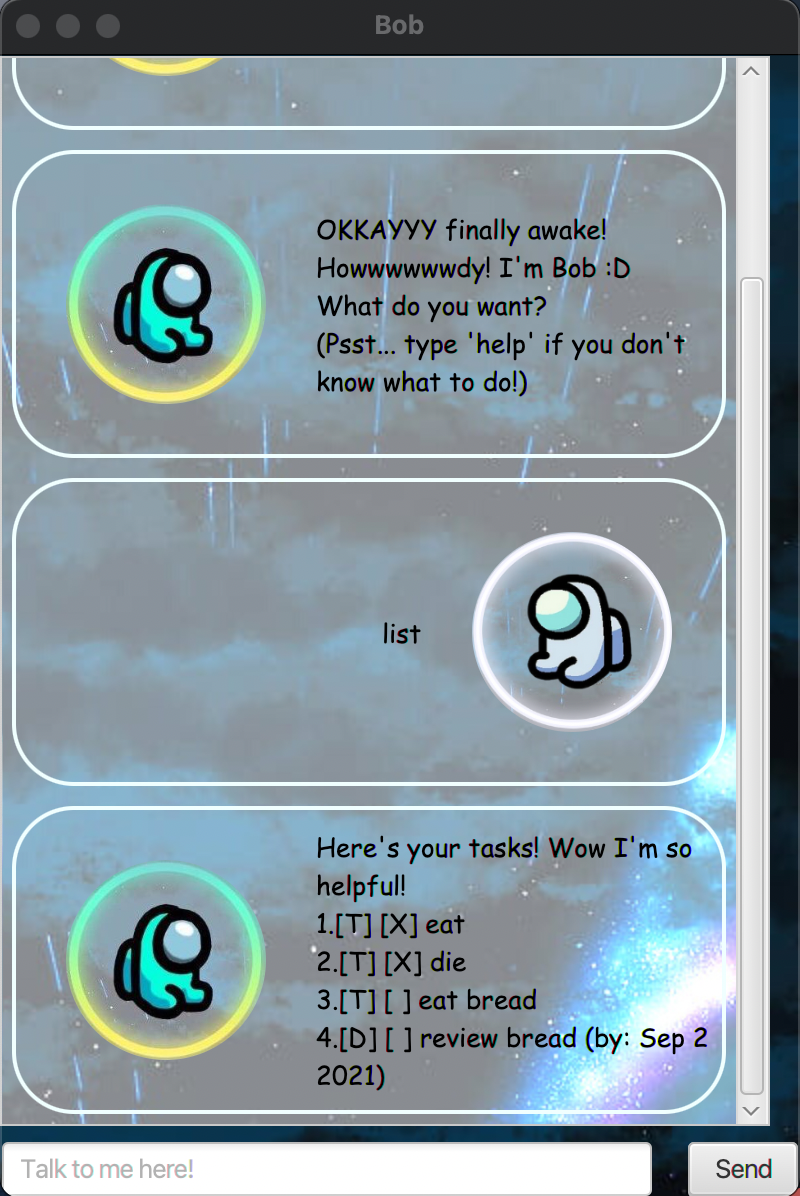 Bob
OKKAYYY finally awake!
Howwwwwwdy! I'm Bob :D
What do you want?
(Psst... type 'help' if you don't
know what to do!)
list
Here's your tasks! Wow I'm so
helpful!
1.[T] [X] eat
2.[T] [X] die
3.[T] [ ] eat bread
4.[D] [ ] review bread (by: Sep 2
2021)
Talk to me here!
Send